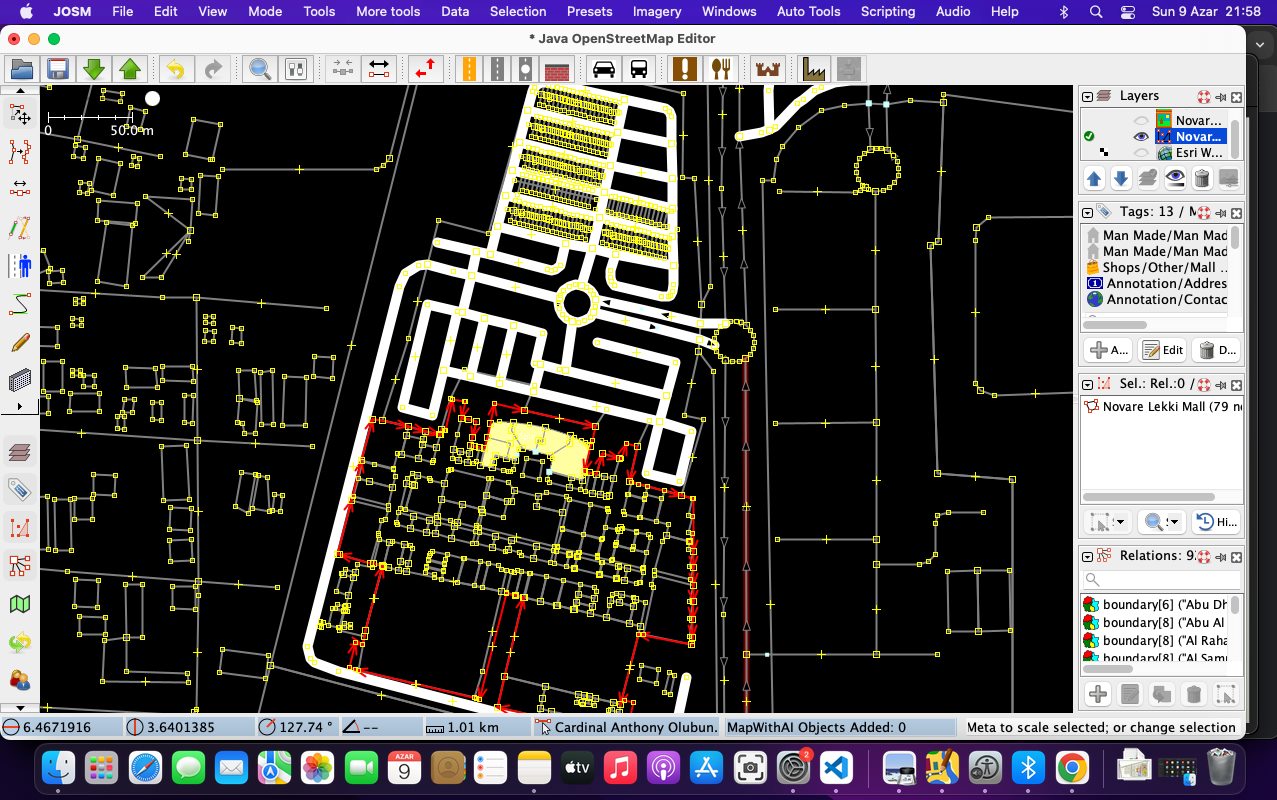 JOSM File Edit View Mode Tools More tools Data Selection Presets Imagery Windows Auto Tools Scripting Audio Help Sun 9 Azar 21:58
* Java OpenStreetMap Editor
0 50.0 m
Layers
Novar...
Novar...
Esri W...
Tags: 13 / M
Man Made/Man Mad
Man Made/Man Mad
Shops/Other/Mall ...
Annotation/Addres
Annotation/Contac
A... Edit D...
Sel.: Rel.:0 /
Novare Lekki Mall (79 n
Hi...
Relations: 9
boundary[6] ("Abu Dh
boundary[8] ("Abu Al
boundary[8] ("Al Raha
boundary[8] ("Al Sam
6.4671916 3.6401385 127.74 ° -- 1.01 km Cardinal Anthony Olubun. MapWithAI Objects Added: 0 Meta to scale selected; or change selection
AZAR
9
tv
2